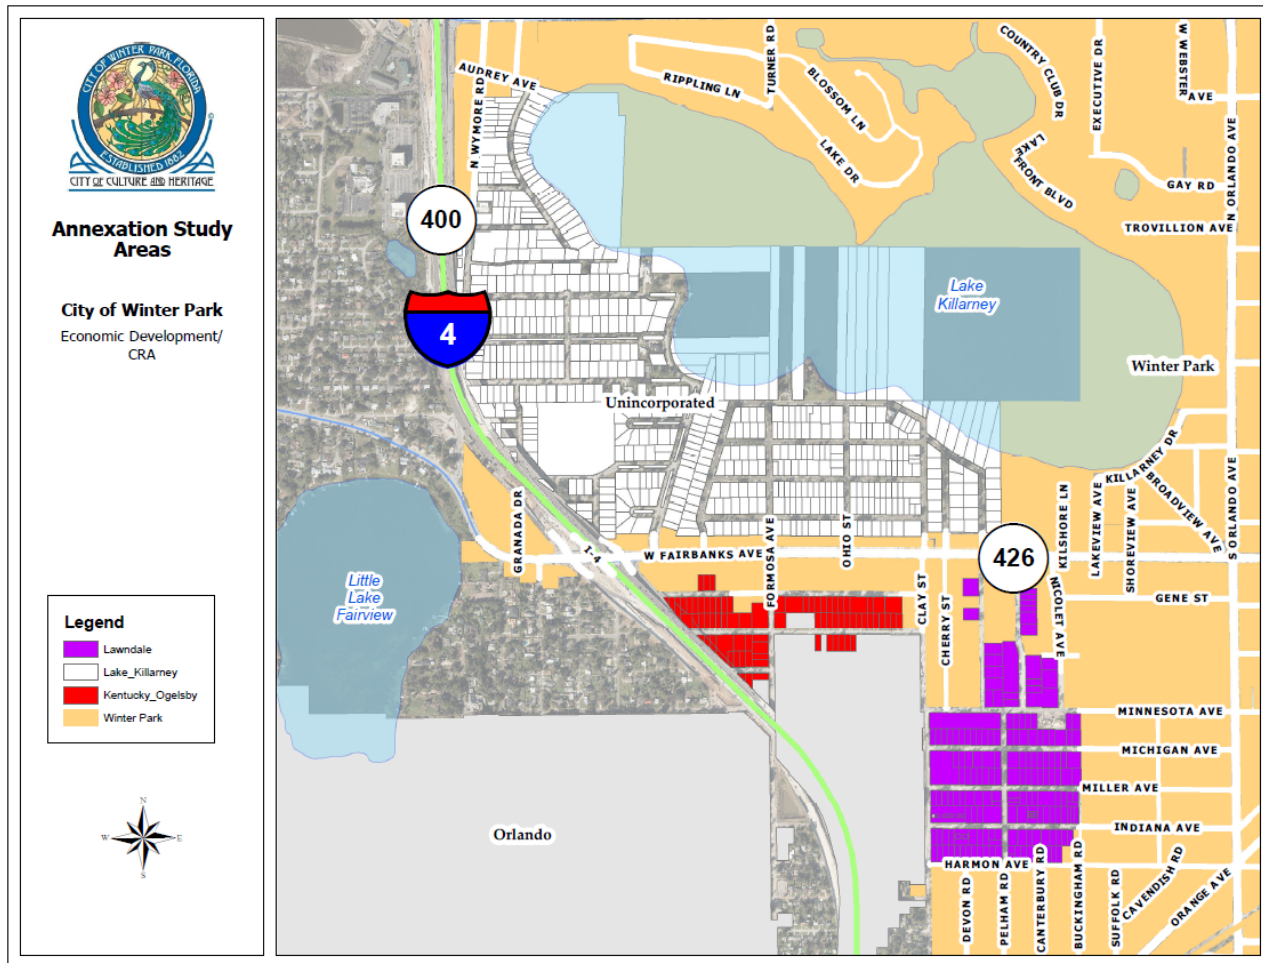 CITY OF WINTER PARK, FLORIDA
ESTABLISHED 1882
CITY OF CULTURE AND HERITAGE
Annexation Study
Areas
City of Winter Park
Economic Development/
CRA
Legend
Lawndale
Lake_Killarney
Kentucky_Ogelsby
Winter Park
N
W
E
S
AUDREY AVE
N WYMORE RD
RIPPLING LN
TURNER RD
BLOSSOM LN
LAKE DR
COUNTRY CLUB DR
EXECUTIVE DR
W WEBSTER
AVE
LAKE
FRONT BLVD
GAY RD
N ORLANDO AVE
TROVILLION AVE
400
4
Lake
Killarney
Winter Park
Unincorporated
GRANADA DR
I-4
W FAIRBANKS AVE
FORMOSA AVE
OHIO ST
CLAY ST
CHERRY ST
426
KILSHORE LN
LAKEVIEW AVE
SHOREVIEW AVE
KILLARNEY DR
BROADVIEW AVE
S ORLANDO AVE
NICOLET AVE
GENE ST
Little
Lake
Fairview
MINNESOTA AVE
MICHIGAN AVE
MILLER AVE
INDIANA AVE
HARMON AVE
Orlando
DEVON RD
PELHAM RD
CANTERBURY RD
BUCKINGHAM RD
SUFFOLK RD
CAVENDISH RD
ORANGE AVE